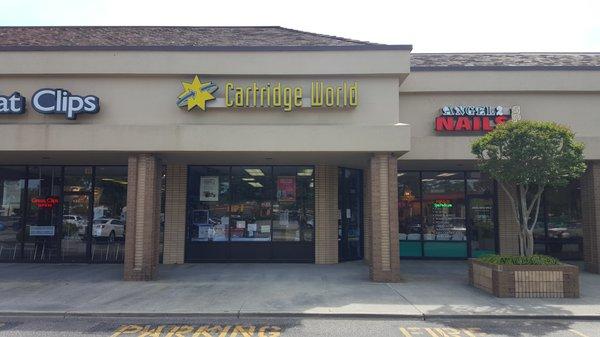 at Clips
Cartridge World
ANGEL
NAILS
Great Clips
PARKING
FIRE